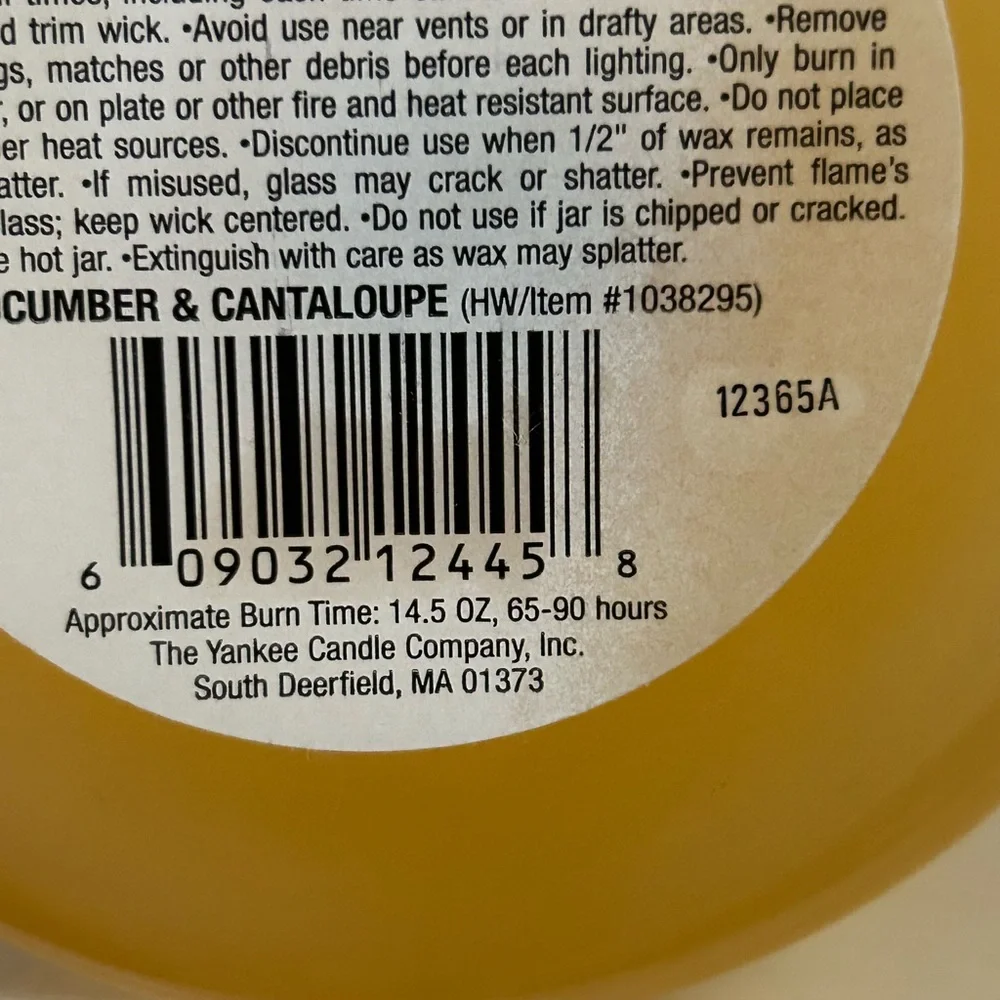 times, including each time
d trim wick. •Avoid use near vents or in drafty areas. •Remove
gs, matches or other debris before each lighting. •Only burn in
, or on plate or other fire and heat resistant surface. •Do not place
er heat sources. •Discontinue use when 1/2" of wax remains, as
atter. •If misused, glass may crack or shatter. •Prevent flame's
lass; keep wick centered. •Do not use if jar is chipped or cracked.
e hot jar. •Extinguish with care as wax may splatter.
CUMBER & CANTALOUPE (HW/Item #1038295)
12365A
6 09032 12445 8
Approximate Burn Time: 14.5 OZ, 65-90 hours
The Yankee Candle Company, Inc.
South Deerfield, MA 01373